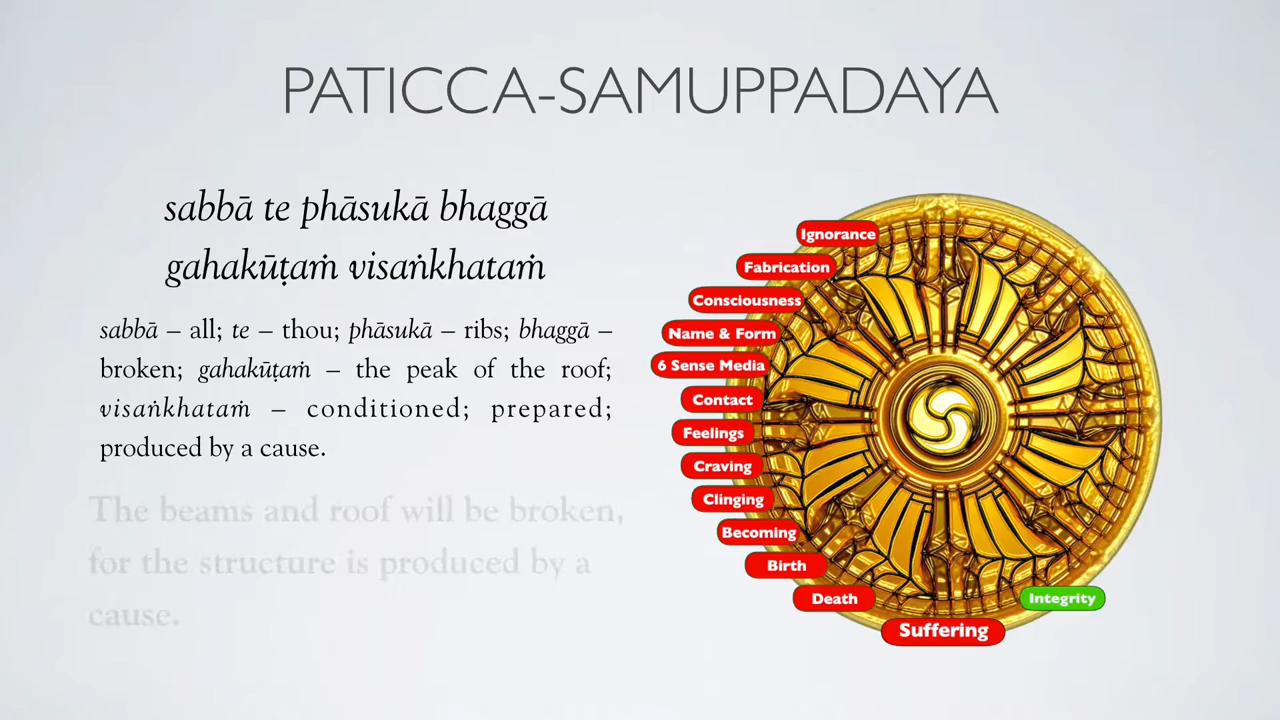 PATICCA-SAMUPPADAYA
sabbā te phāsukā bhaggā
gahakūṭaṁ visaṅkhataṁ
sabbā – all; te – thou; phāsukā – ribs; bhaggā –
broken; gahakūṭaṁ – the peak of the roof;
visaṅkhataṁ – conditioned; prepared;
produced by a cause.
The beams and roof will be broken,
for the structure is produced by a
cause.
Ignorance
Fabrication
Consciousness
Name & Form
6 Sense Media
Contact
Feelings
Craving
Clinging
Becoming
Birth
Death
Suffering
Integrity